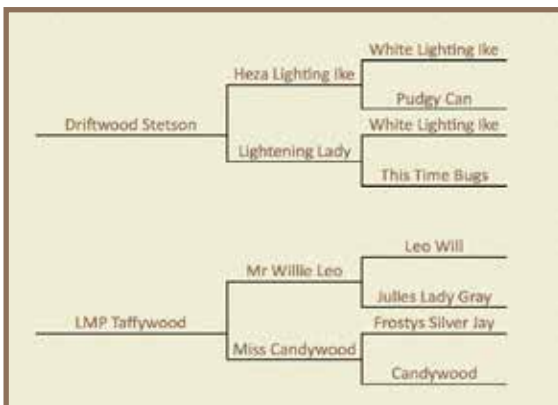 White Lighting Ike
Heza Lighting Ike
Pudgy Can
Driftwood Stetson
White Lighting Ike
Lightening Lady
This Time Bugs
Leo Will
Mr Willie Leo
Julies Lady Gray
LMP Taffywood
Frostys Silver Jay
Miss Candywood
Candywood